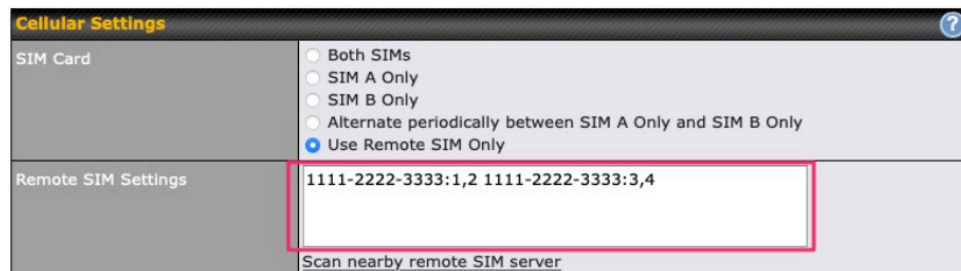 Cellular Settings
?
SIM Card
Both SIMs
SIM A Only
SIM B Only
Alternate periodically between SIM A Only and SIM B Only
Use Remote SIM Only
Remote SIM Settings
1111-2222-3333:1,2 1111-2222-3333:3,4
Scan nearby remote SIM server